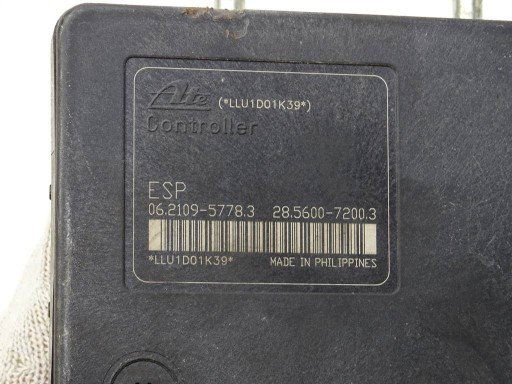 Ate (*LLU1D01K39*)
Controller
ESP
06.2109-5778.3 28.5600-7200.3
*LLU1D01K39* MADE IN PHILIPPINES